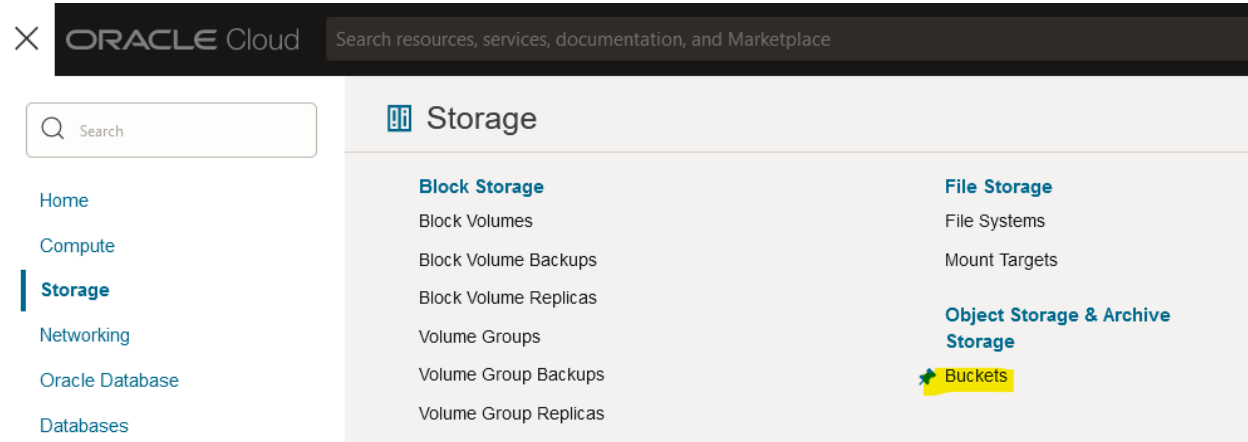 ORACLE Cloud
Search resources, services, documentation, and Marketplace
Search
Home
Compute
Storage
Networking
Oracle Database
Databases
Storage
Block Storage
Block Volumes
Block Volume Backups
Block Volume Replicas
Volume Groups
Volume Group Backups
Volume Group Replicas
File Storage
File Systems
Mount Targets
Object Storage & Archive
Storage
Buckets